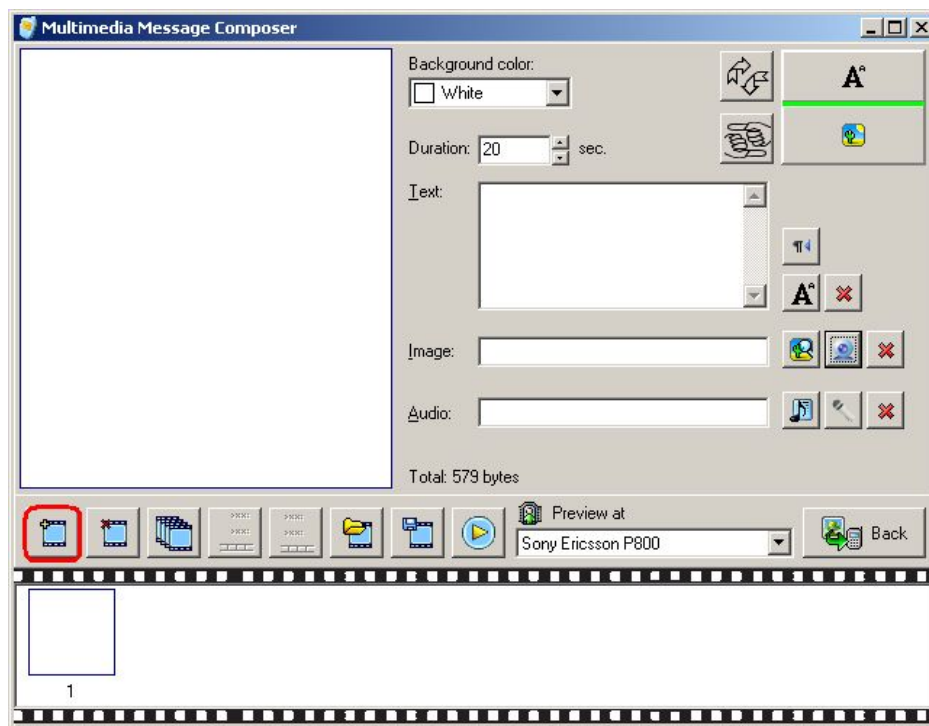 Multimedia Message Composer
Background color:
White
Duration: 20 sec.
Text:
Image:
Audio:
Total: 579 bytes
Preview at
Sony Ericsson P800
Back
1